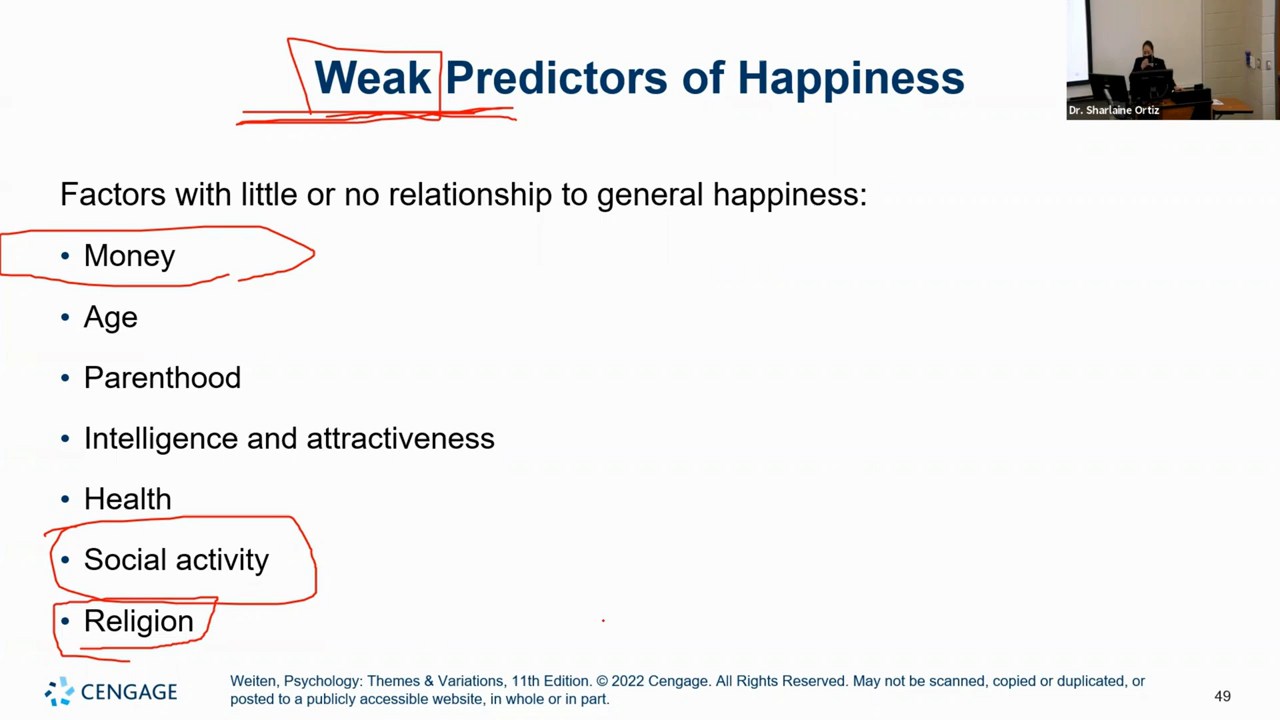 Weak Predictors of Happiness
Dr. Sharlaine Ortiz
Factors with little or no relationship to general happiness:
• Money
• Age
• Parenthood
• Intelligence and attractiveness
• Health
• Social activity
• Religion
CENGAGE
Weiten, Psychology: Themes & Variations, 11th Edition. © 2022 Cengage. All Rights Reserved. May not be scanned, copied or duplicated, or
posted to a publicly accessible website, in whole or in part.
49